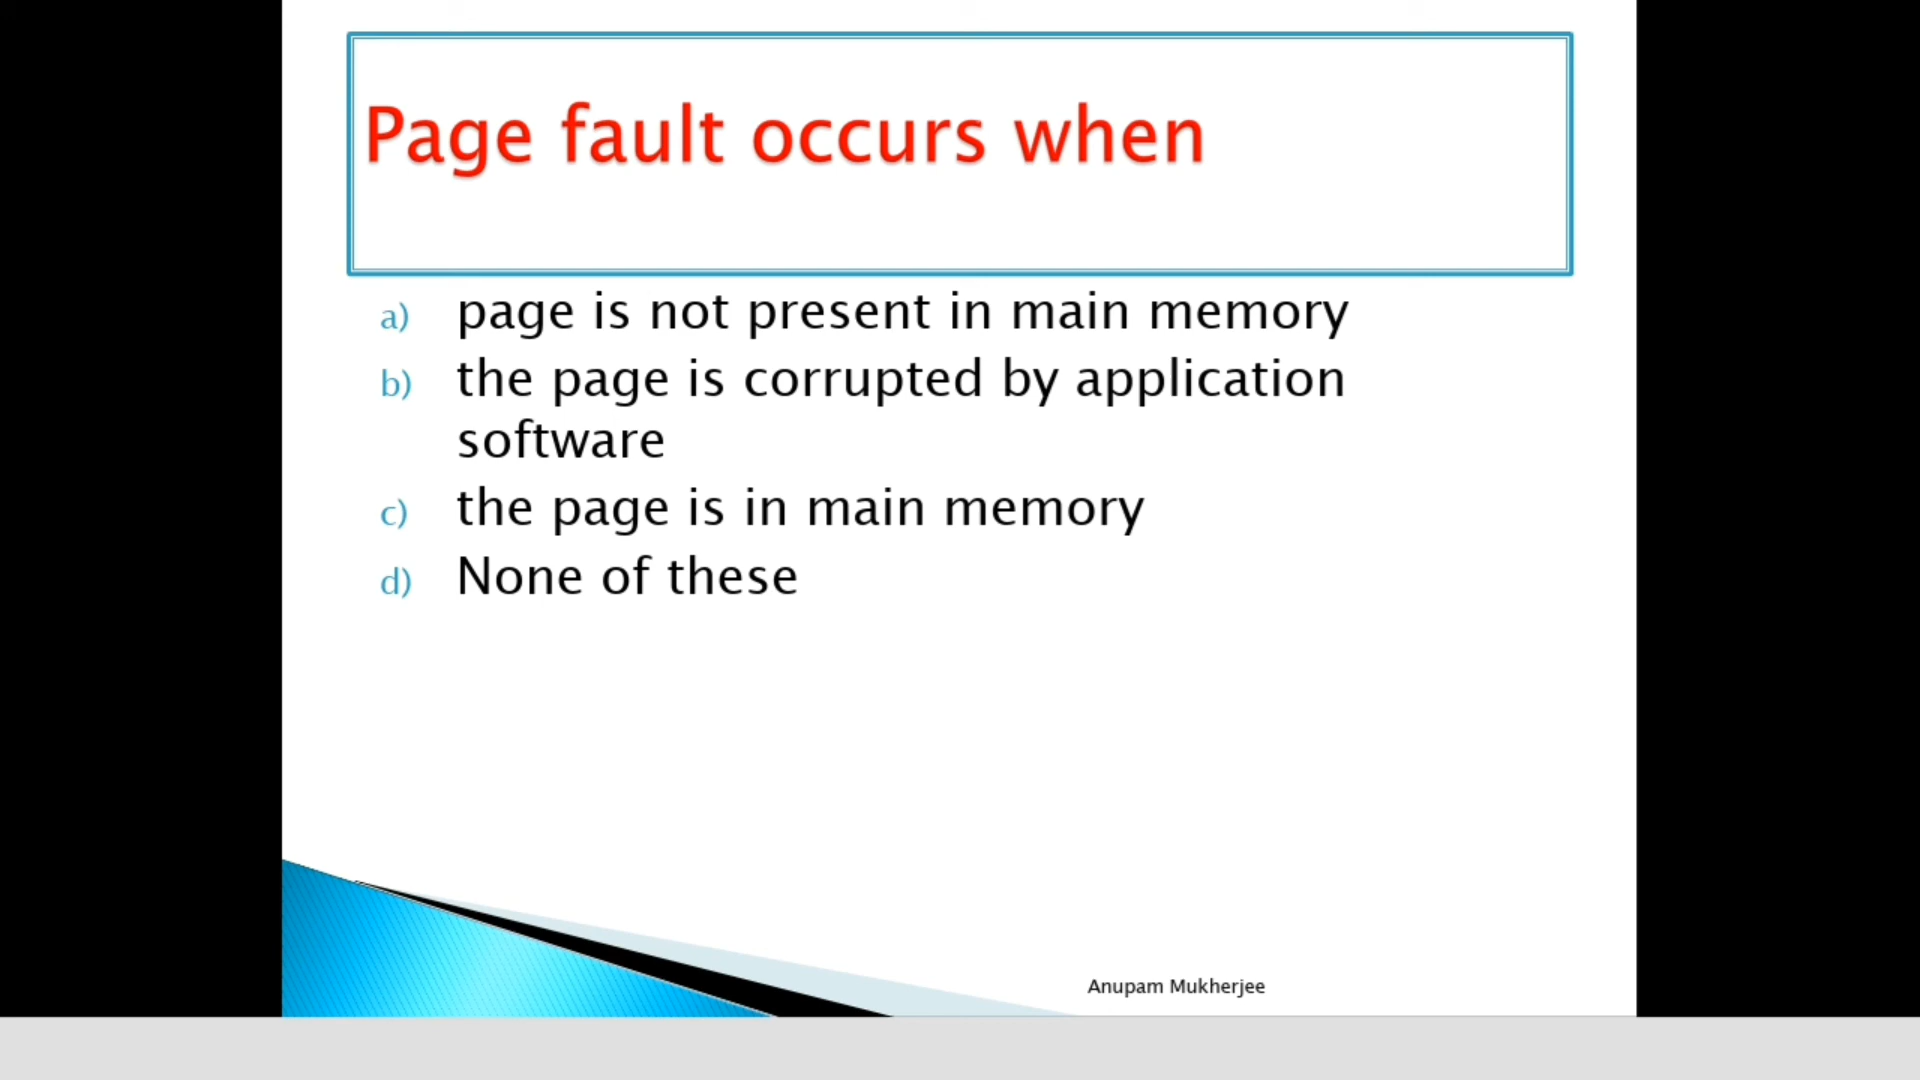 Page fault occurs when
a) page is not present in main memory
b) the page is corrupted by application
software
c) the page is in main memory
d) None of these
Anupam Mukherjee